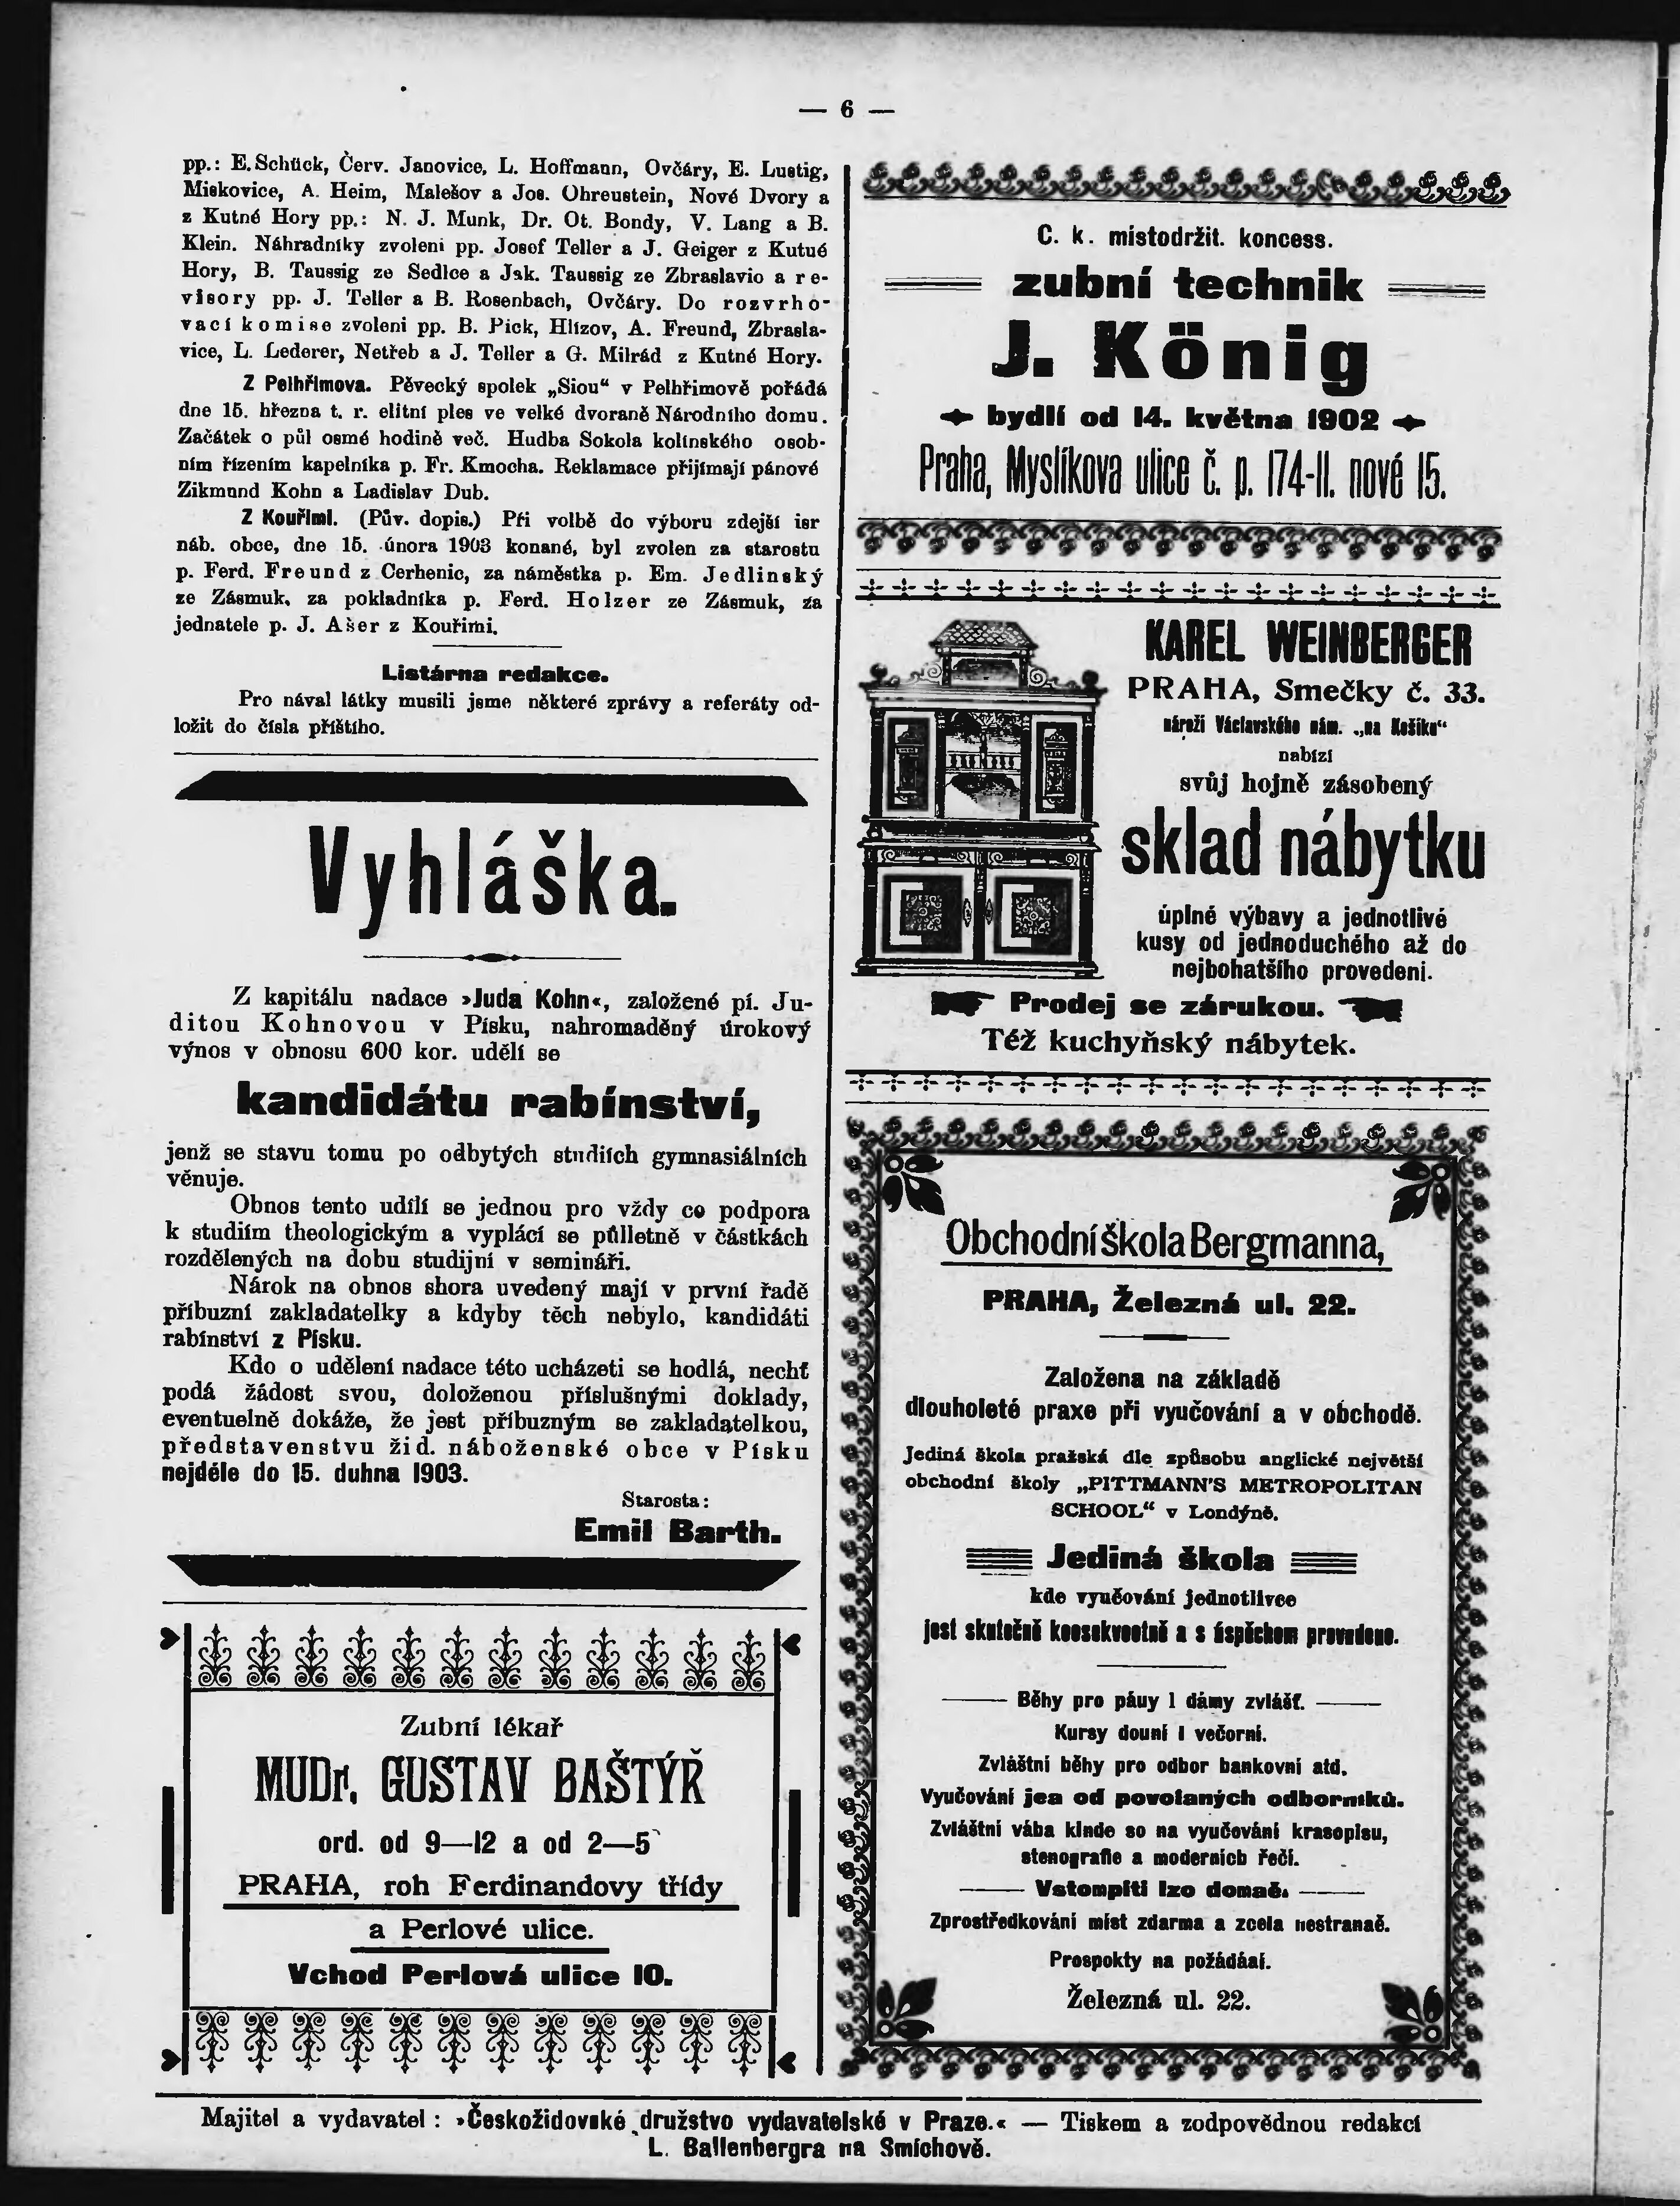 — 6 —
pp.: E. Schück, Červ. Janovice, L. Hoffmann, Ovčáry, E. Lustig,
Miskovice, A. Heim, Malešov a Jos. Ohrenstein, Nové Dvory a
z Kutné Hory pp.: N. J. Munk, Dr. Ot. Bondy, V. Lang a B.
Klein. Náhradníky zvoleni pp. Josef Teller a J. Geiger z Kutné
Hory, B. Taussig ze Sedlce a Jak. Taussig ze Zbraslavic a re-
visory pp. J. Teller a B. Rosenbach, Ovčáry. Do rozvrho-
vací komise zvoleni pp. B. Pick, Hlízov, A. Freund, Zbrasla-
vice, L. Lederer, Netřeb a J. Teller a G. Milrád z Kutné Hory.
Z Pelhřimova. Pěvecký spolek „Sion“ v Pelhřimově pořádá
dne 15. března t. r. elitní ples ve velké dvoraně Národního domu.
Začátek o půl osmé hodině več. Hudba Sokola kolínského osob-
ním řízením kapelníka p. Fr. Kmocha. Reklamace přijímají pánové
Zikmund Kohn a Ladislav Dub.
Z Kouřimi. (Pův. dopis.) Při volbě do výboru zdejší isr
náb. obce, dne 15. února 1903 konané, byl zvolen za starostu
p. Ferd. Freund z Cerhenic, za náměstka p. Em. Jedlinský
ze Zásmuk, za pokladníka p. Ferd. Holzer ze Zásmuk, za
jednatele p. J. Ašer z Kouřimi.
Listárna redakce.
Pro nával látky musili jsme některé zprávy a referáty od-
ložit do čísla příštího.
Vyhláška.
Z kapitálu nadace »Juda Kohn«, založené pí. Ju-
ditou Kohnovou v Písku, nahromaděný úrokový
výnos v obnosu 600 kor. udělí se
kandidátu rabínství,
jenž se stavu tomu po odbytých studiích gymnasiálních
věnuje.
Obnos tento udílí se jednou pro vždy co podpora
k studiím theologickým a vyplácí se půlletně v částkách
rozdělených na dobu studijní v semináři.
Nárok na obnos shora uvedený mají v první řadě
příbuzní zakladatelky a kdyby těch nebylo, kandidáti
rabínství z Písku.
Kdo o udělení nadace této ucházeti se hodlá, nechť
podá žádost svou, doloženou příslušnými doklady,
eventuelně dokáže, že jest příbuzným se zakladatelkou,
představenstvu žid. náboženské obce v Písku
nejdéle do 15. duhna 1903.
Starosta:
Emil Barth.
Zubní lékař
MUDr. GUSTAV BAŠTÝŘ
ord. od 9—12 a od 2—5
PRAHA, roh Ferdinandovy třídy
a Perlové ulice.
Vchod Perlová ulice 10.
C. k. místodržit. koncess.
zubní technik
J. König
bydlí od 14. května 1902
Praha, Myslíkova ulice č. p. 174-II. nové 15.
KAREL WEINBERGER
PRAHA, Smečky č. 33.
nároží Václavského nám. „na Košíku“
nabízí
svůj hojně zásobený
sklad nábytku
úplné výbavy a jednotlivé
kusy od jednoduchého až do
nejbohatšího provedení.
Prodej se zárukou.
Též kuchyňský nábytek.
Obchodní škola Bergmanna,
PRAHA, Železná ul. 22.
Založena na základě
dlouholeté praxe při vyučování a v obchodě.
Jediná škola pražská dle způsobu anglické největší
obchodní školy „PITTMANN'S METROPOLITAN
SCHOOL“ v Londýně.
Jediná škola
kde vyučování jednotlivce
jest skutečně konsekventně a s úspěchem provedeno.
Běhy pro pány i dámy zvlášť.
Kursy denní i večerní.
Zvláštní běhy pro odbor bankovní atd.
Vyučování jen od povolaných odborníků.
Zvláštní váha klade se na vyučování krasopisu,
stenografie a moderních řečí.
Vstoupiti lze denně.
Zprostředkování míst zdarma a zcela nestranně.
Prospekty na požádání.
Železná ul. 22.
Majitel a vydavatel: »Českožidovské družstvo vydavatelské v Praze.« — Tiskem a zodpovědnou redakcí
L. Ballenbergra na Smíchově.